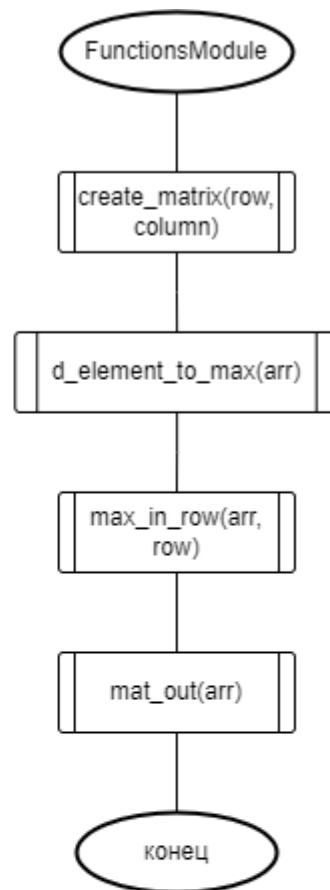 FunctionsModule
create_matrix(row,
column)
d_element_to_max(arr)
max_in_row(arr,
row)
mat_out(arr)
конец